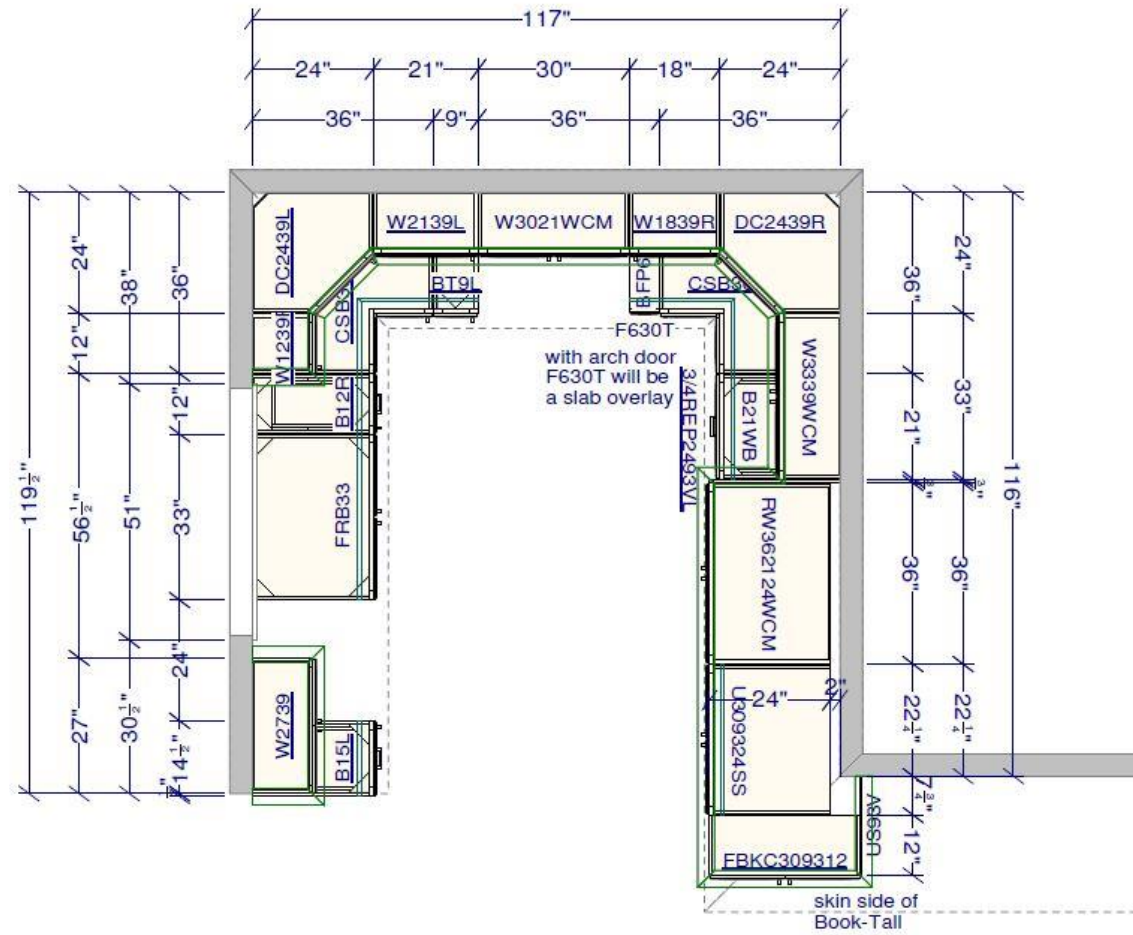 117"
24" 21" 30" 18" 24"
36" 9" 36" 36"
119 1/2"
24" 12" 56 1/2" 27"
38" 51" 30 1/2"
36" 12" 33" 24" 14 1/2"
DC2439L
W2139L
W3021WCM
W1839R
DC2439R
BT9L
CSB3
W1239
B12R
FRB33
W2739
B15L
F630T
with arch door
F630T will be
a slab overlay
3/4REP2493VL
B21WB
W3339WCM
RW362124WCM
24" 2"
U309324SS
FBKC309312
skin side of
Book-Tall
36" 21" 36" 22 1/4" 7 3/4" 12"
24" 33" 36" 22 1/4"
116"